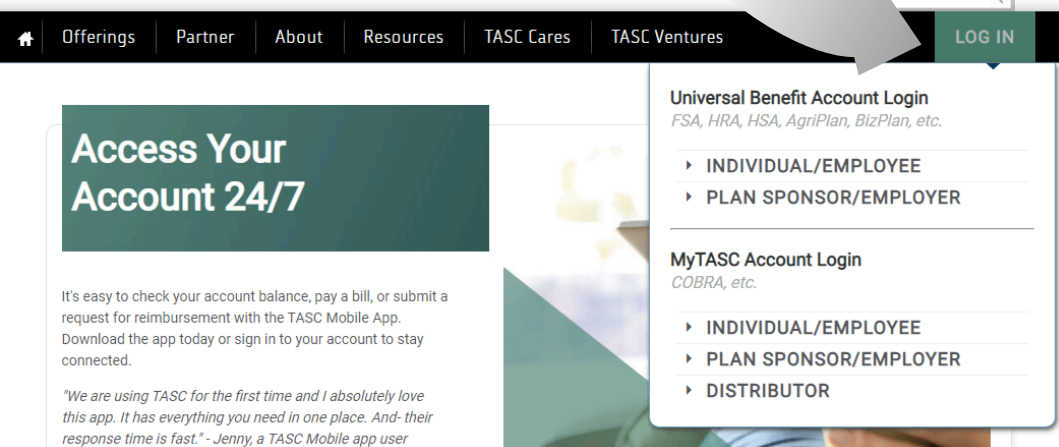 Offerings Partner About Resources TASC Cares TASC Ventures LOG IN
Universal Benefit Account Login
FSA, HRA, HSA, AgriPlan, BizPlan, etc.
INDIVIDUAL/EMPLOYEE
PLAN SPONSOR/EMPLOYER
MyTASC Account Login
COBRA, etc.
INDIVIDUAL/EMPLOYEE
PLAN SPONSOR/EMPLOYER
DISTRIBUTOR
Access Your
Account 24/7
It's easy to check your account balance, pay a bill, or submit a
request for reimbursement with the TASC Mobile App.
Download the app today or sign in to your account to stay
connected.
"We are using TASC for the first time and I absolutely love
this app. It has everything you need in one place. And- their
response time is fast." - Jenny, a TASC Mobile app user